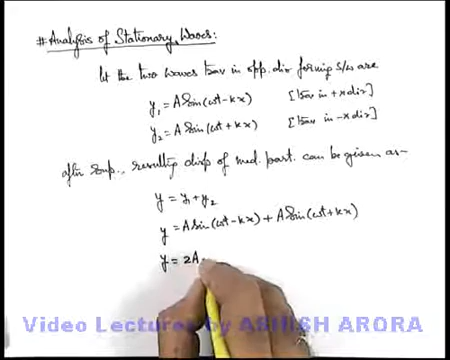 # Analysis of Stationary Waves:
let the two waves trav in opp. dir forming s/w are
y₁ = A sin(ωt - kx) [trav in +x dir]
y₂ = A sin(ωt + kx) [trav in -x dir]
after sup., resulting disp of med. part. can be given as-
y = y₁ + y₂
y = A sin(ωt - kx) + A sin(ωt + kx)
y = 2A
Video Lectures by ASHISH ARORA